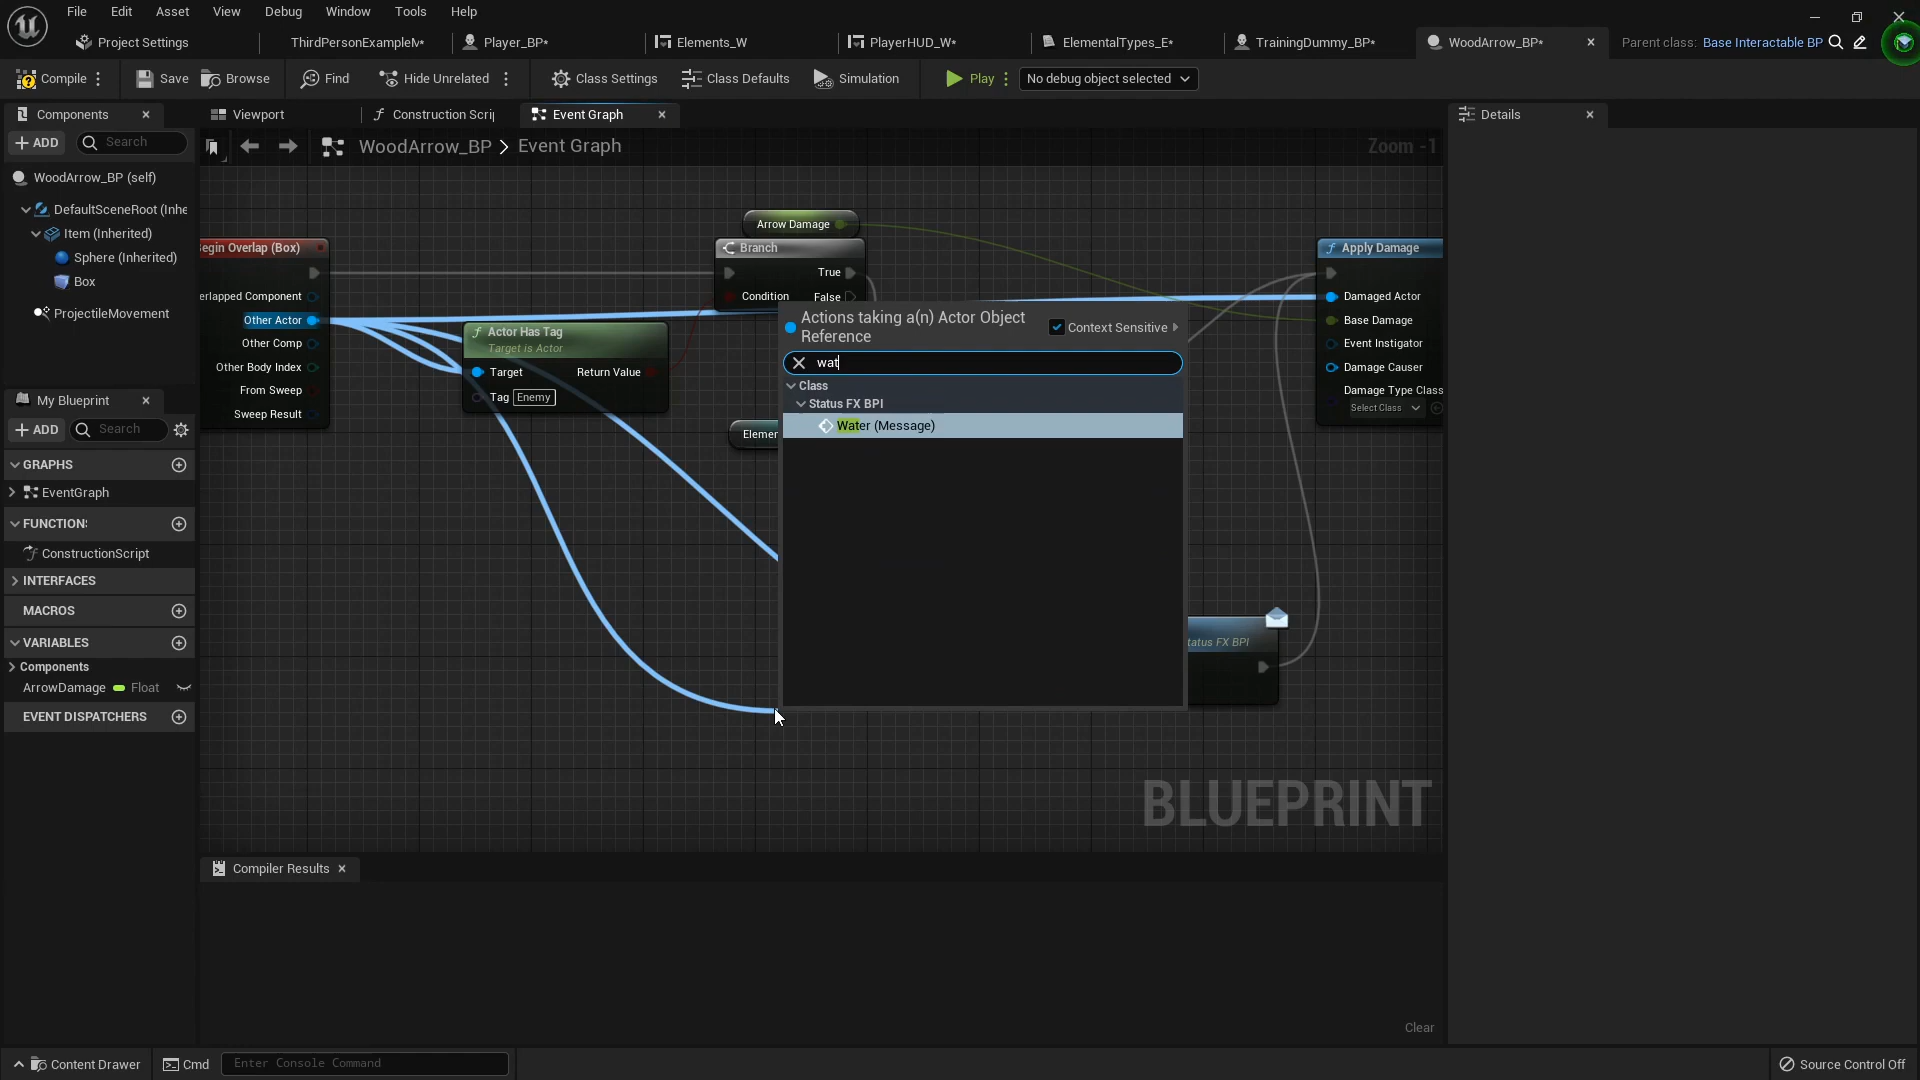 File Edit Asset View Debug Window Tools Help
Project Settings ThirdPersonExampleM* Player_BP* Elements_W PlayerHUD_W* ElementalTypes_E* TrainingDummy_BP* WoodArrow_BP* Parent class: Base Interactable BP
Compile Save Browse Find Hide Unrelated Class Settings Class Defaults Simulation Play No debug object selected
Components Viewport Construction Scrip Event Graph Details
ADD Search WoodArrow_BP > Event Graph Zoom -1
WoodArrow_BP (self)
DefaultSceneRoot (Inhe
Item (Inherited)
Sphere (Inherited)
Box
ProjectileMovement
My Blueprint
ADD Search
GRAPHS
EventGraph
FUNCTIONS
ConstructionScript
INTERFACES
MACROS
VARIABLES
Components
ArrowDamage Float
EVENT DISPATCHERS
Begin Overlap (Box)
erlapped Component
Other Actor
Other Comp
Other Body Index
From Sweep
Sweep Result
Actor Has Tag
Target is Actor
Target Return Value
Tag Enemy
Arrow Damage
Branch
True
Condition False
Elemen
Actions taking a(n) Actor Object
Reference
Context Sensitive
wat
Class
Status FX BPI
Water (Message)
tatus FX BPI
Apply Damage
Damaged Actor
Base Damage
Event Instigator
Damage Causer
Damage Type Class
Select Class
BLUEPRINT
Compiler Results
Clear
Content Drawer Cmd Enter Console Command Source Control Off